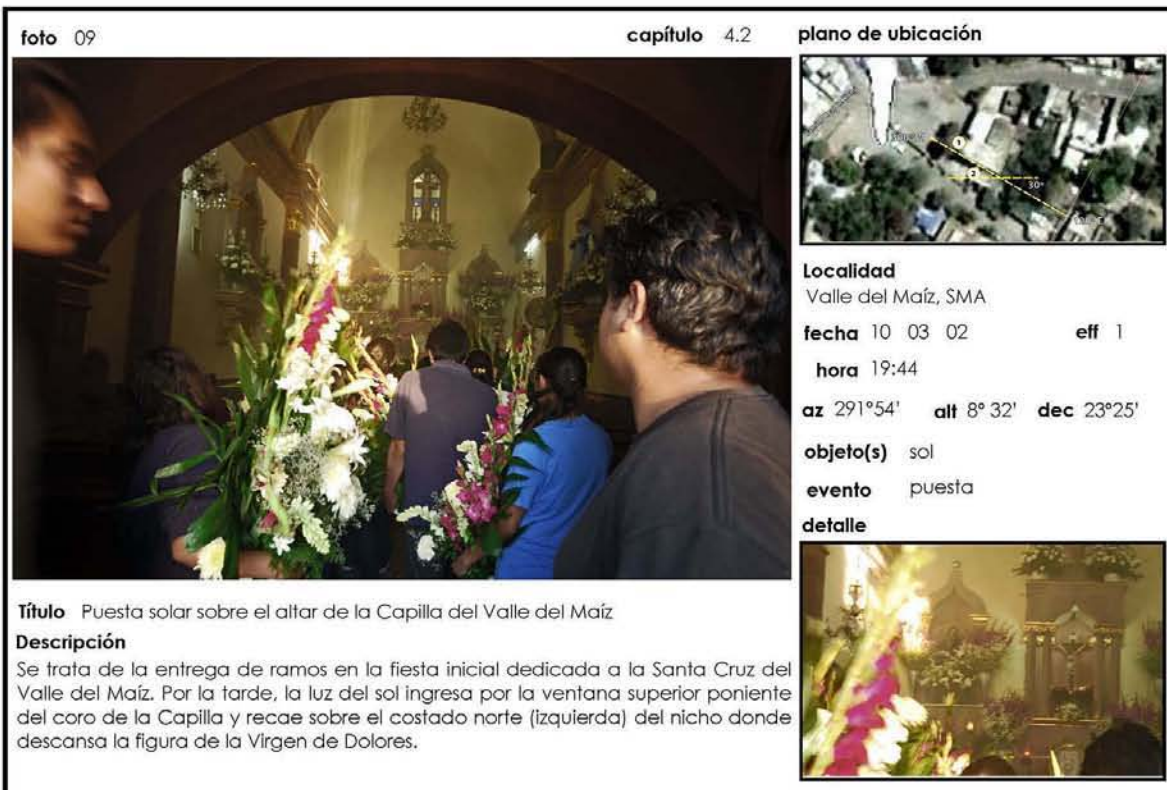 foto 09
capítulo 4.2
plano de ubicación
1
2
30°
Localidad
Valle del Maíz, SMA
fecha 10 03 02 eff 1
hora 19:44
az 291°54' alt 8° 32' dec 23°25'
objeto(s) sol
evento puesta
detalle
Título Puesta solar sobre el altar de la Capilla del Valle del Maíz
Descripción
Se trata de la entrega de ramos en la fiesta inicial dedicada a la Santa Cruz del
Valle del Maíz. Por la tarde, la luz del sol ingresa por la ventana superior poniente
del coro de la Capilla y recae sobre el costado norte (izquierda) del nicho donde
descansa la figura de la Virgen de Dolores.